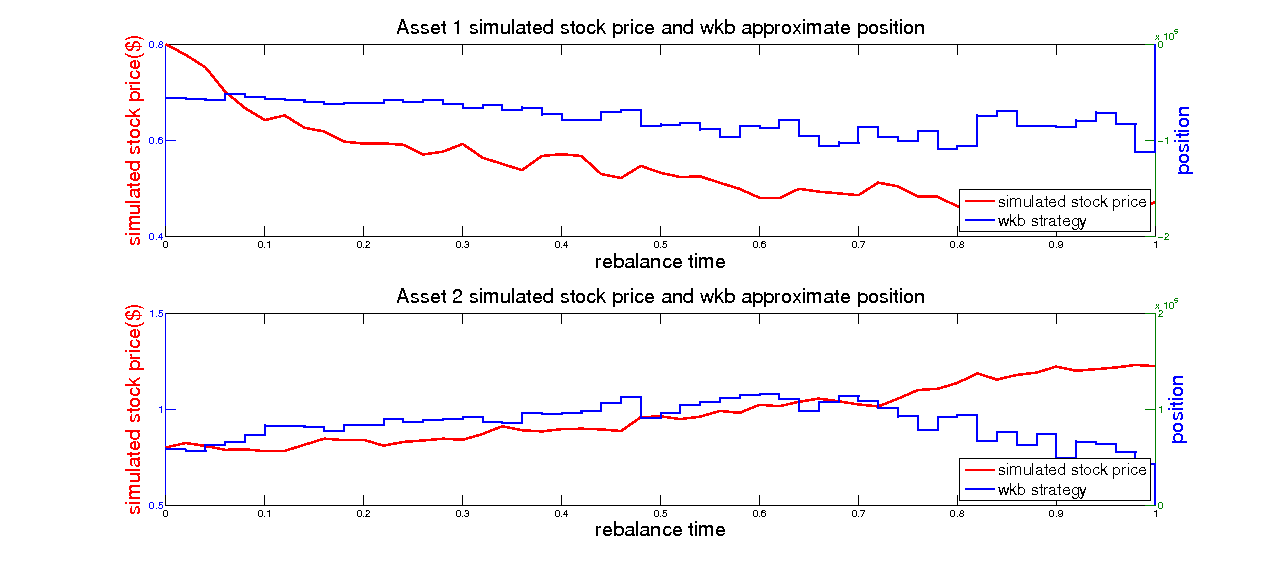 Asset 1 simulated stock price and wkb approximate position
x 10^5
0.8
0.6
0.4
simulated stock price($)
0
-1
-2
position
simulated stock price
wkb strategy
0 0.1 0.2 0.3 0.4 0.5 0.6 0.7 0.8 0.9 1
rebalance time
Asset 2 simulated stock price and wkb approximate position
1.5
1
0.5
simulated stock price($)
2
1
0
position
simulated stock price
wkb strategy
0 0.1 0.2 0.3 0.4 0.5 0.6 0.7 0.8 0.9 1
rebalance time